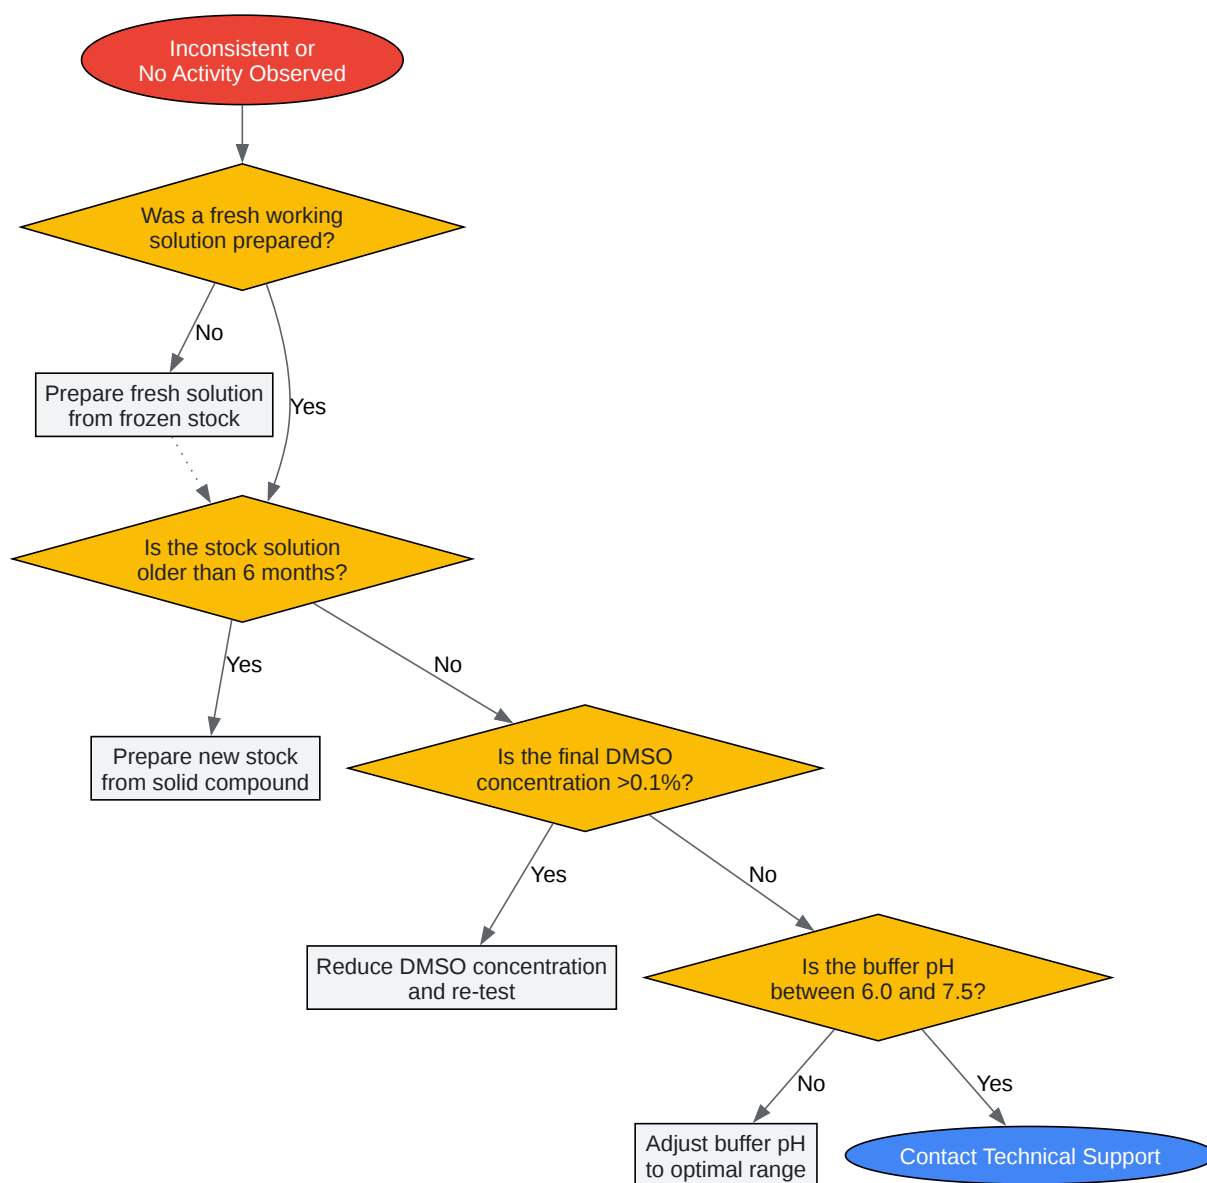 Inconsistent or
No Activity Observed
Was a fresh working
solution prepared?
No
Prepare fresh solution
from frozen stock
Yes
Is the stock solution
older than 6 months?
Yes
No
Prepare new stock
from solid compound
Is the final DMSO
concentration >0.1%?
Yes
No
Reduce DMSO concentration
and re-test
Is the buffer pH
between 6.0 and 7.5?
No
Yes
Adjust buffer pH
to optimal range
Contact Technical Support